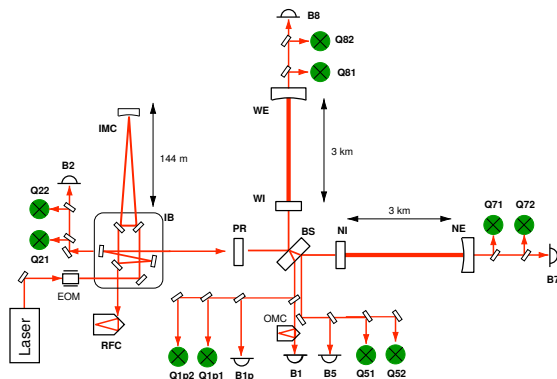 B8
Q82
Q81
WE
IMC
144 m
3 km
B2
Q22
WI
IB
Q71
Q72
3 km
PR
BS
NI
NE
Q21
EOM
B7
Laser
RFC
OMC
Q1p2
Q1p1
B1p
B1
B5
Q51
Q52